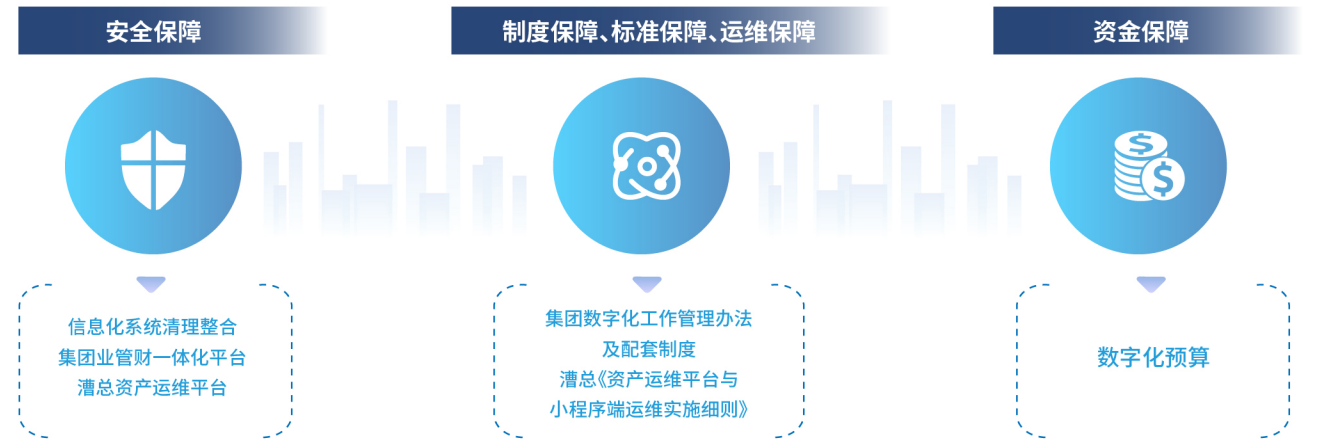 安全保障
制度保障、标准保障、运维保障
资金保障
信息化系统清理整合
集团业管财一体化平台
漕总资产运维平台
集团数字化工作管理办法
及配套制度
漕总《资产运维平台与
小程序端运维实施细则》
数字化预算